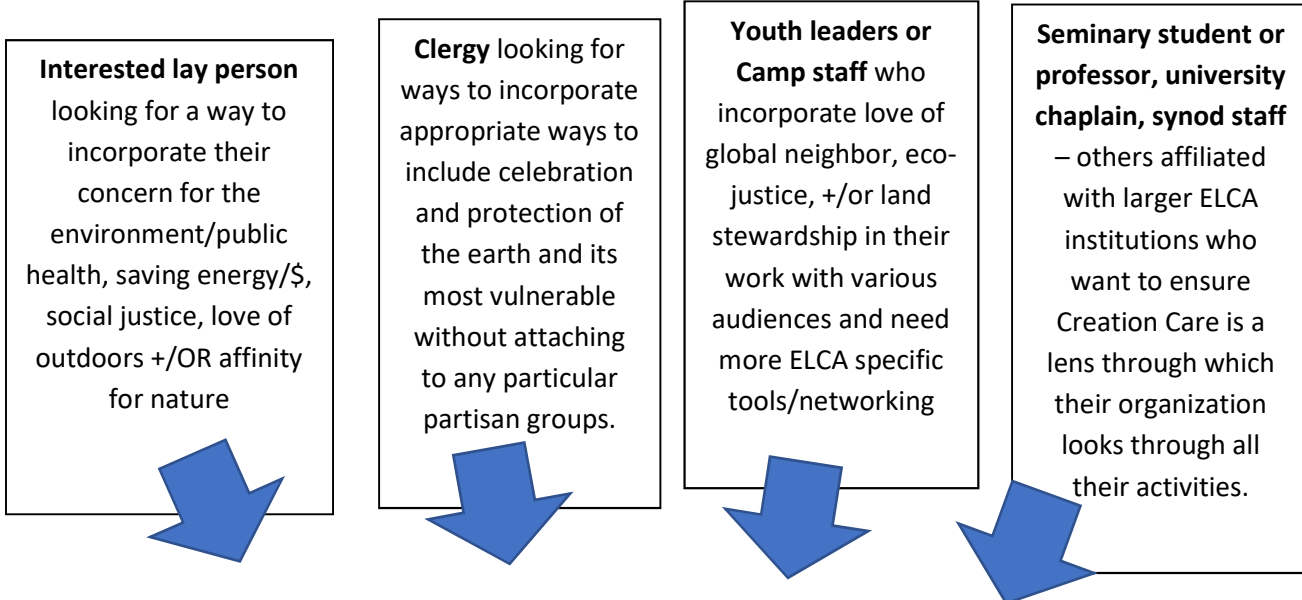 Interested lay person
looking for a way to
incorporate their
concern for the
environment/public
health, saving energy/$,
social justice, love of
outdoors +/OR affinity
for nature
Clergy looking for
ways to incorporate
appropriate ways to
include celebration
and protection of
the earth and its
most vulnerable
without attaching
to any particular
partisan groups.
Youth leaders or
Camp staff who
incorporate love of
global neighbor, eco-
justice, +/or land
stewardship in their
work with various
audiences and need
more ELCA specific
tools/networking
Seminary student or
professor, university
chaplain, synod staff
– others affiliated
with larger ELCA
institutions who
want to ensure
Creation Care is a
lens through which
their organization
looks through all
their activities.